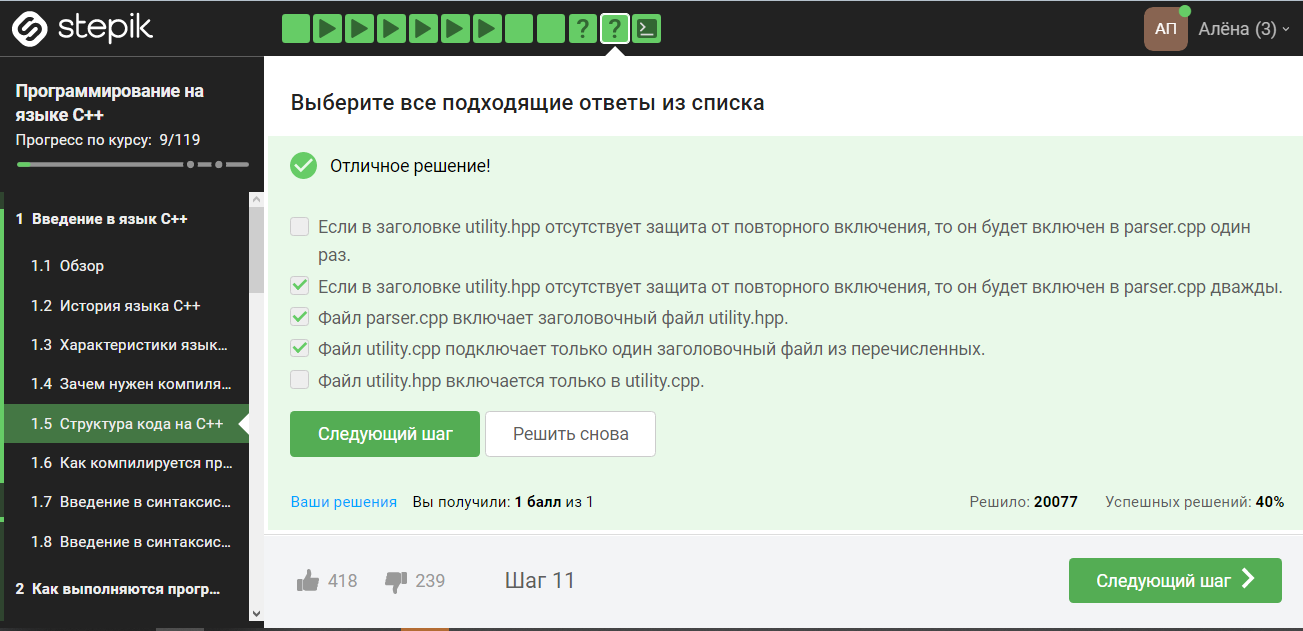 stepik
?
?
АП
Алёна (3)
Программирование на
языке C++
Прогресс по курсу: 9/119
1 Введение в язык C++
1.1 Обзор
1.2 История языка C++
1.3 Характеристики язык...
1.4 Зачем нужен компиля...
1.5 Структура кода на C++
1.6 Как компилируется пр...
1.7 Введение в синтаксис...
1.8 Введение в синтаксис...
2 Как выполняются прогр...
Выберите все подходящие ответы из списка
Отличное решение!
Если в заголовке utility.hpp отсутствует защита от повторного включения, то он будет включен в parser.cpp один
раз.
Если в заголовке utility.hpp отсутствует защита от повторного включения, то он будет включен в parser.cpp дважды.
Файл parser.cpp включает заголовочный файл utility.hpp.
Файл utility.cpp подключает только один заголовочный файл из перечисленных.
Файл utility.hpp включается только в utility.cpp.
Следующий шаг
Решить снова
Ваши решения Вы получили: 1 балл из 1
Решило: 20077 Успешных решений: 40%
418
239
Шаг 11
Следующий шаг